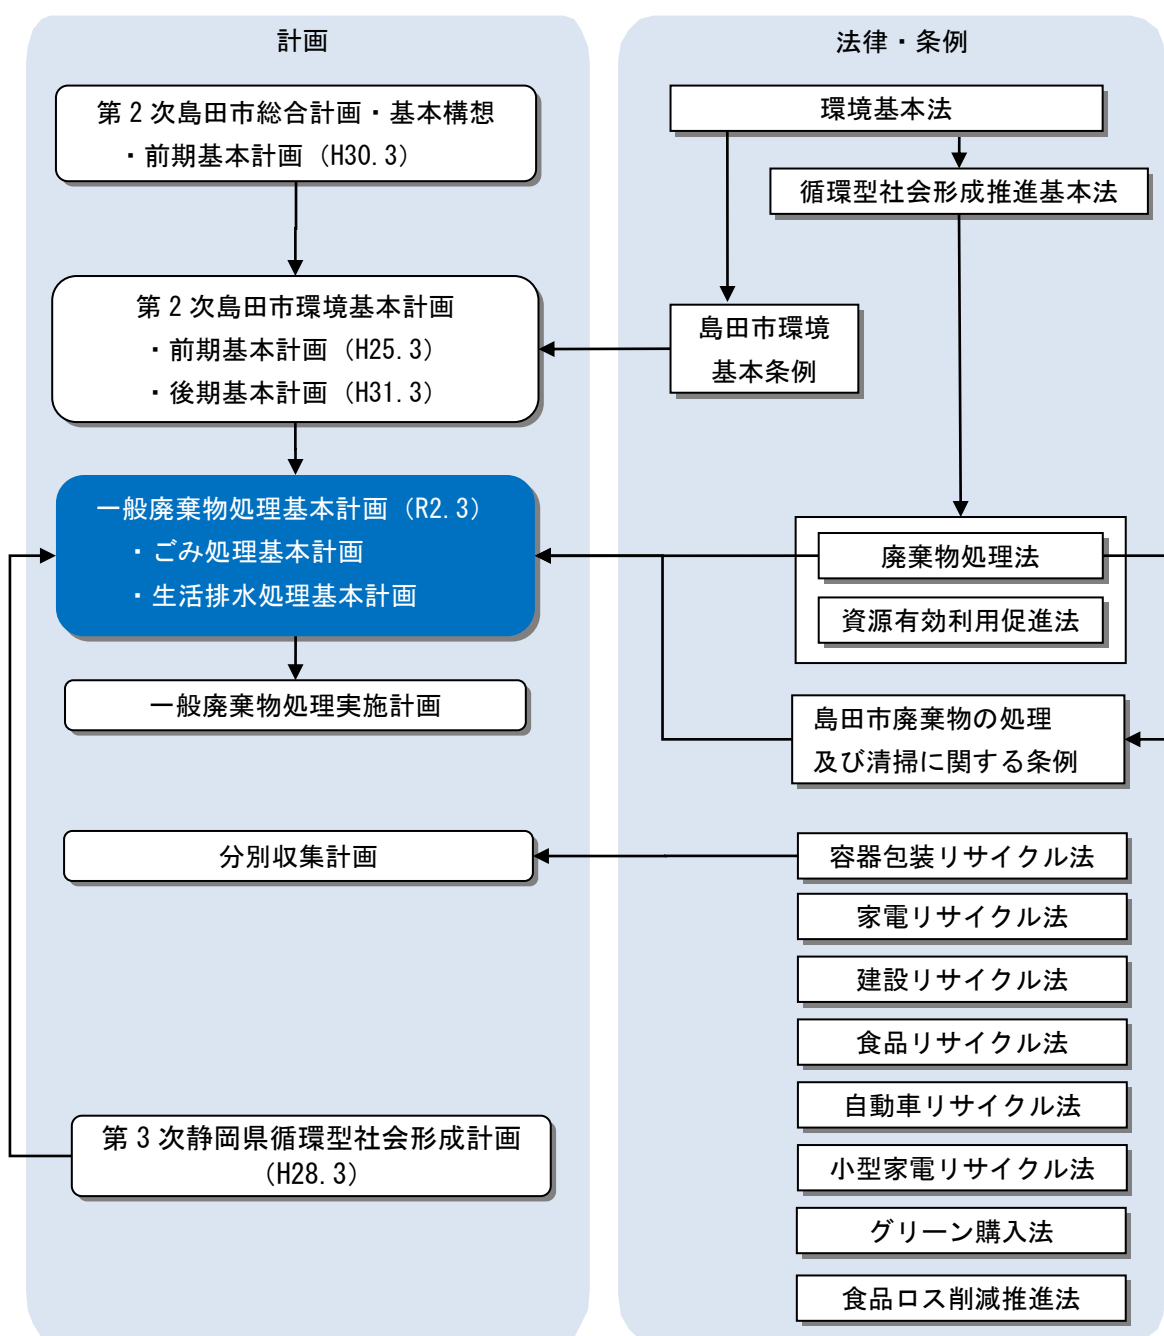 計画
第２次島田市総合計画・基本構想
・前期基本計画（H30.3）
第２次島田市環境基本計画
・前期基本計画（H25.3）
・後期基本計画（H31.3）
一般廃棄物処理基本計画（R2.3）
・ごみ処理基本計画
・生活排水処理基本計画
一般廃棄物処理実施計画
分別収集計画
第３次静岡県循環型社会形成計画
（H28.3）
法律・条例
環境基本法
循環型社会形成推進基本法
島田市環境
基本条例
廃棄物処理法
資源有効利用促進法
島田市廃棄物の処理
及び清掃に関する条例
容器包装リサイクル法
家電リサイクル法
建設リサイクル法
食品リサイクル法
自動車リサイクル法
小型家電リサイクル法
グリーン購入法
食品ロス削減推進法